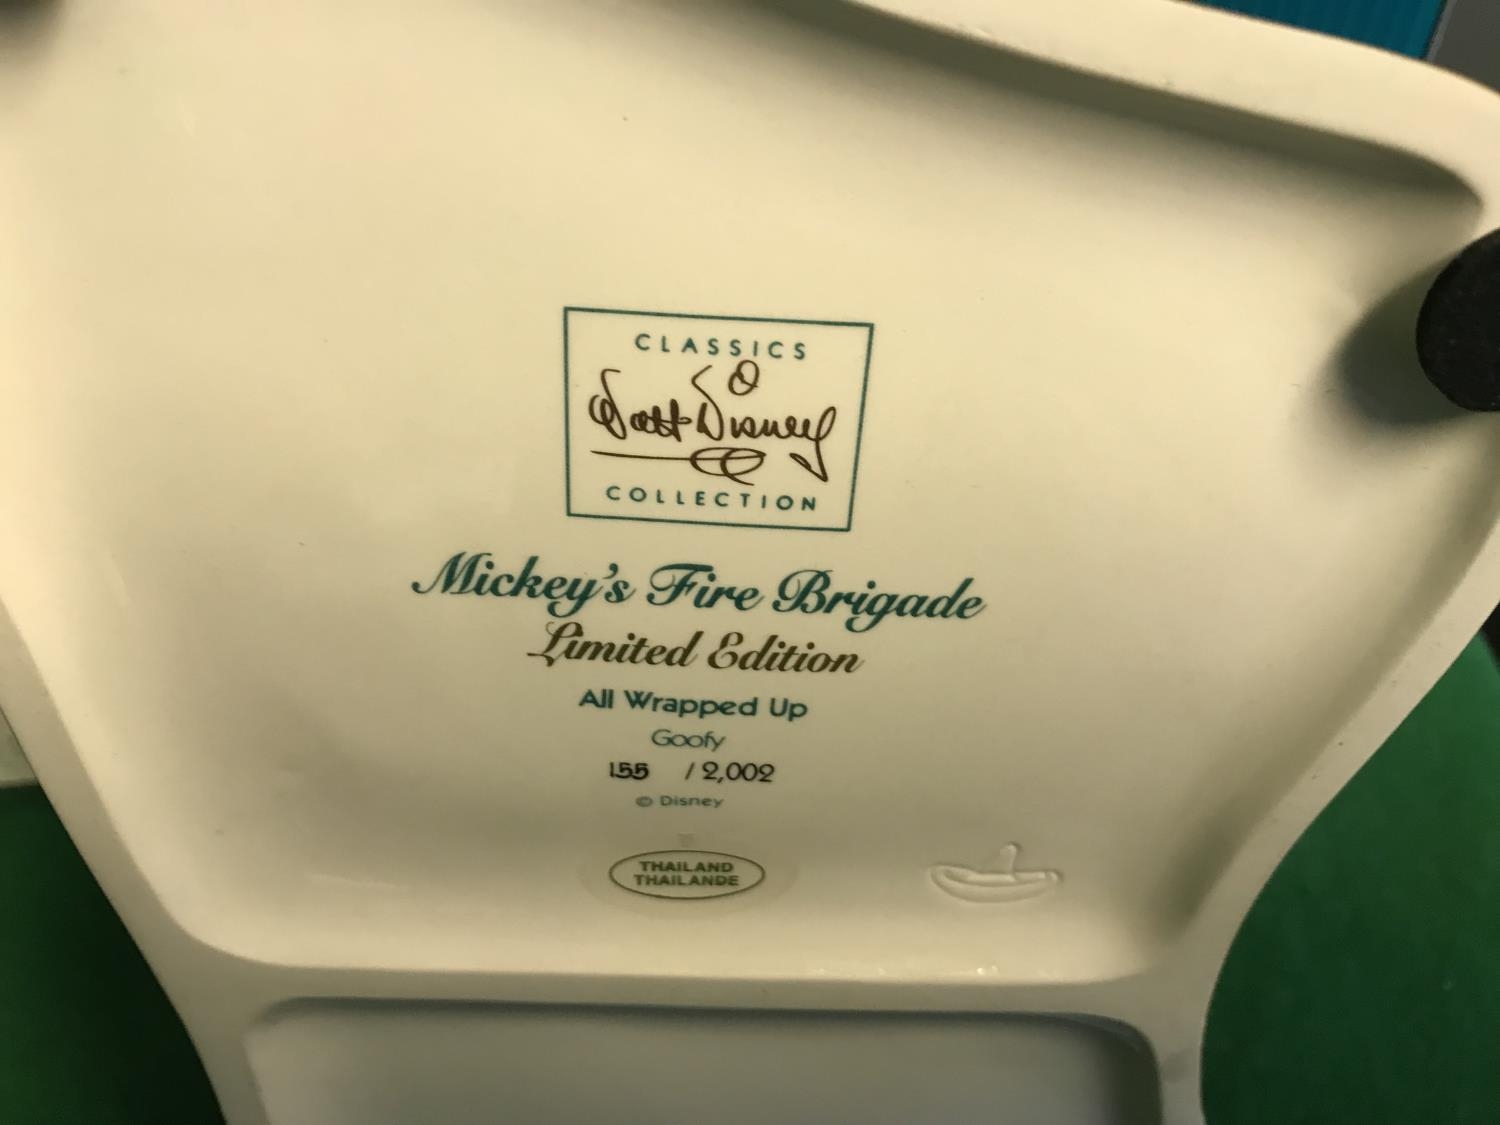 CLASSICS
Walt Disney
COLLECTION
Mickey's Fire Brigade
Limited Edition
All Wrapped Up
Goofy
155 / 2,002
© Disney
THAILAND
THAILANDE